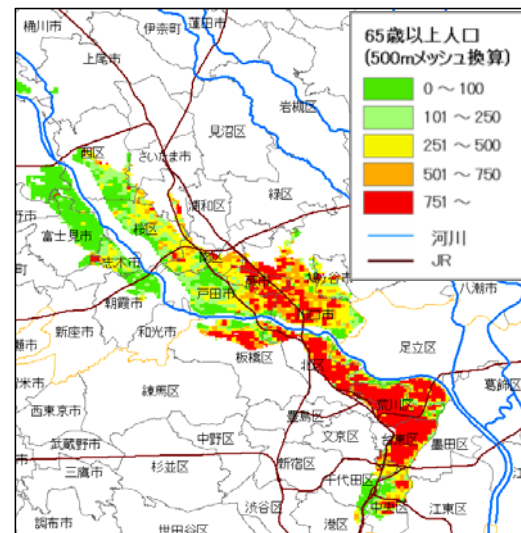 桶川市
伊奈町
蓮田市
上尾市
岩槻区
見沼区
西区
さいたま市
緑区
浦和区
桜区
富士見市
南区
志木市
戸田市
蕨市
鳩ヶ谷市
川口市
朝霞市
和光市
新座市
八潮市
足立区
板橋区
北区
葛飾区
練馬区
荒川区
豊島区
西東京市
文京区
台東区
墨田区
中野区
武蔵野市
新宿区
杉並区
三鷹市
千代田区
中央区
江東区
渋谷区
港区
調布市
世田谷区
65歳以上人口
(500mメッシュ換算)
0 ～ 100
101 ～ 250
251 ～ 500
501 ～ 750
751 ～
河川
JR